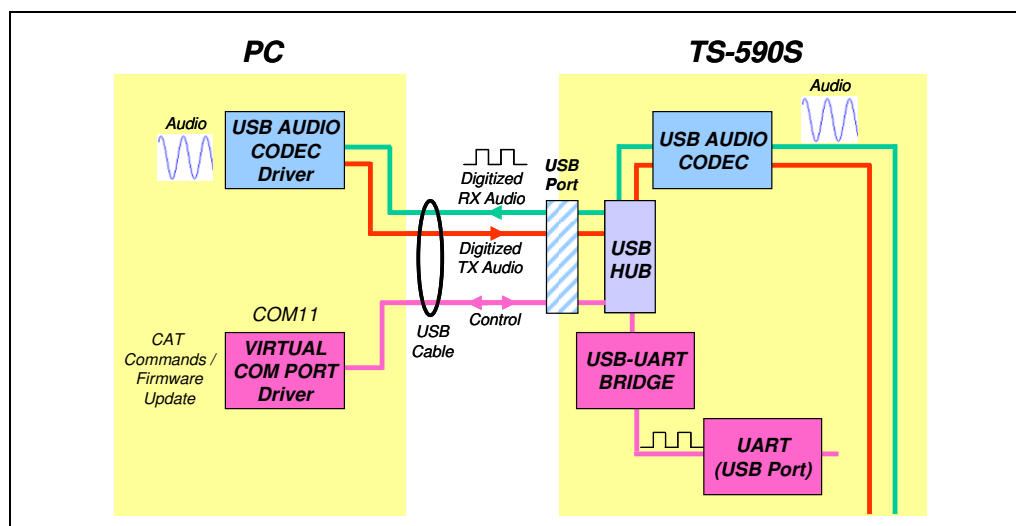 PC
TS-590S
Audio
USB AUDIO
CODEC
Driver
Digitized
RX Audio
USB
Port
USB AUDIO
CODEC
Audio
Digitized
TX Audio
USB
HUB
Control
USB
Cable
COM11
CAT
Commands /
Firmware
Update
VIRTUAL
COM PORT
Driver
USB-UART
BRIDGE
UART
(USB Port)